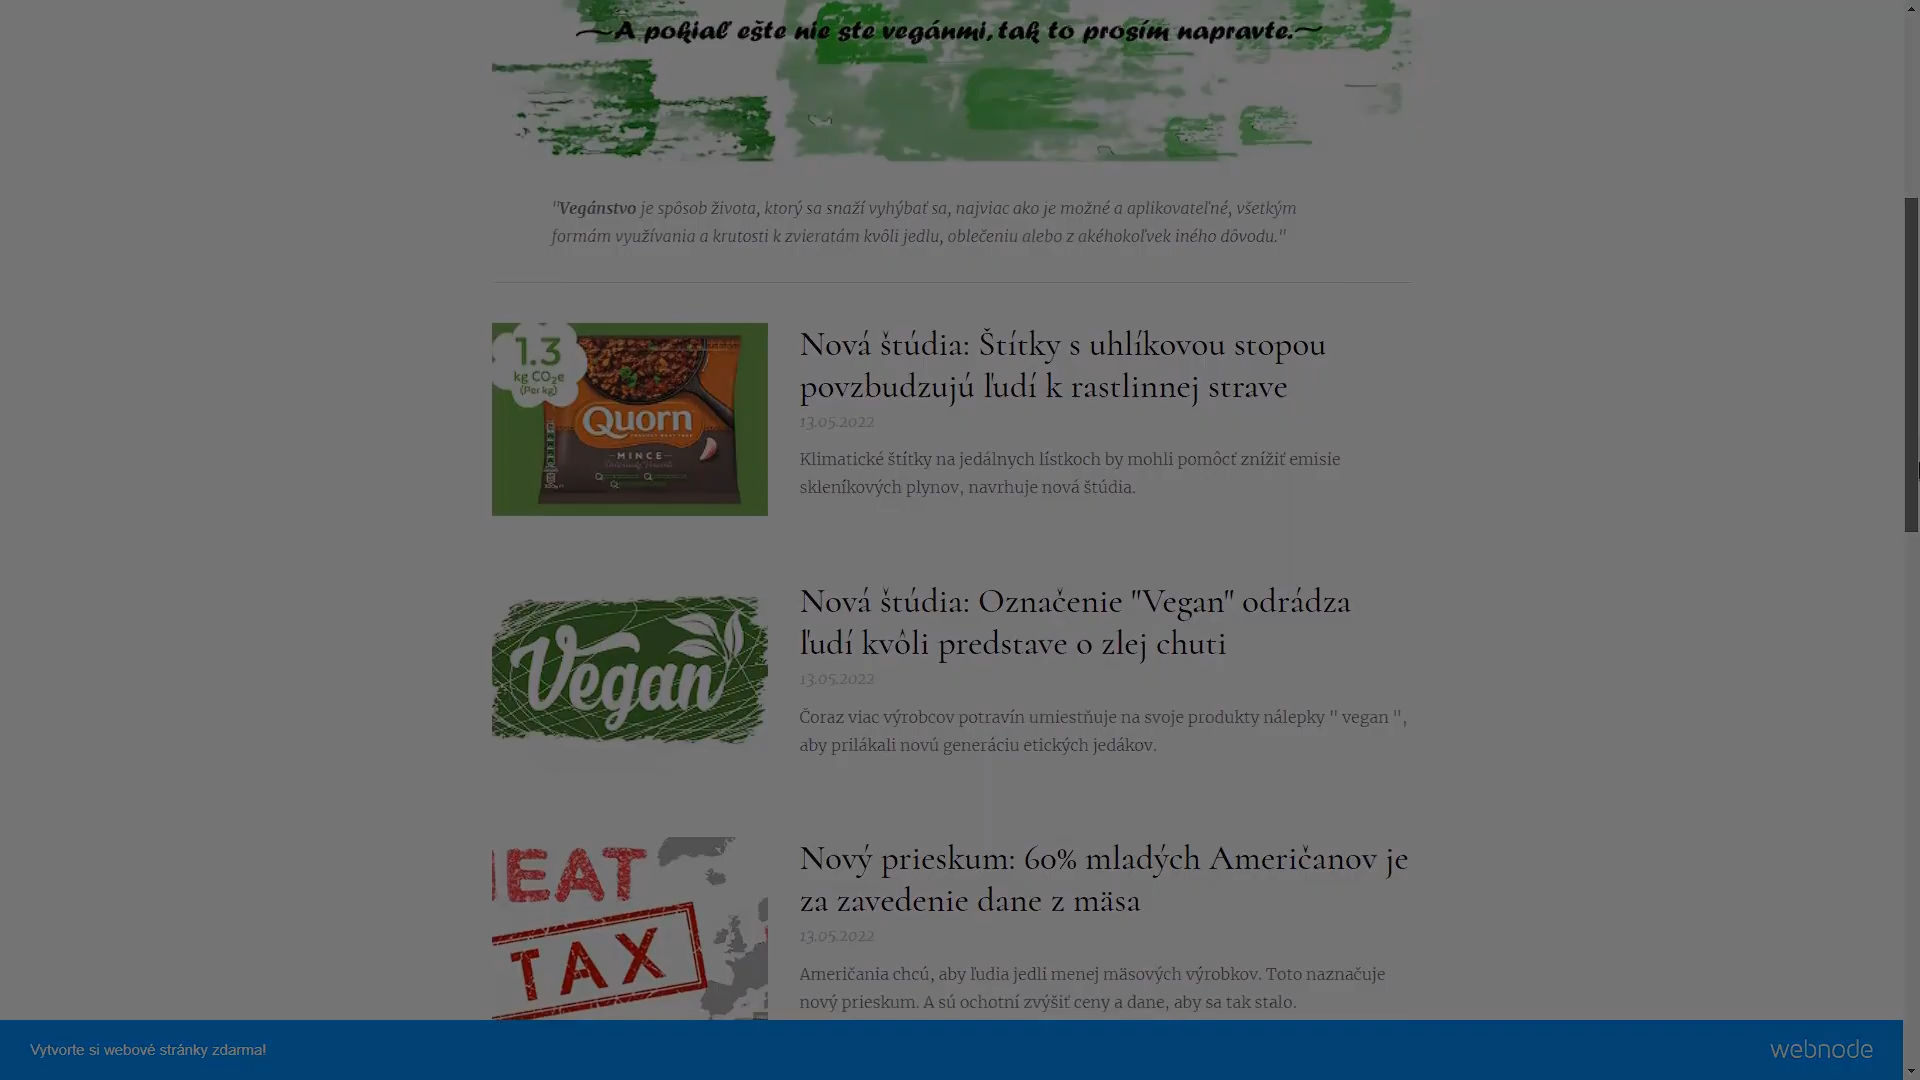 ~A pokiaľ ešte nie ste vegánmi, tak to prosím napravte.~
"Vegánstvo je spôsob života, ktorý sa snaží vyhýbať sa, najviac ako je možné a aplikovateľné, všetkým
formám využívania a krutosti k zvieratám kvôli jedlu, oblečeniu alebo z akéhokoľvek iného dôvodu."
1.3
kg CO₂e
(Per kg)
Quorn
MINCE
Nová štúdia: Štítky s uhlíkovou stopou
povzbudzujú ľudí k rastlinnej strave
13.05.2022
Klimatické štítky na jedálnych lístkoch by mohli pomôcť znížiť emisie
skleníkových plynov, navrhuje nová štúdia.
Vegan
Nová štúdia: Označenie "Vegan" odrádza
ľudí kvôli predstave o zlej chuti
13.05.2022
Čoraz viac výrobcov potravín umiestňuje na svoje produkty nálepky " vegan ",
aby prilákali novú generáciu etických jedákov.
EAT
TAX
Nový prieskum: 60% mladých Američanov je
za zavedenie dane z mäsa
13.05.2022
Američania chcú, aby ľudia jedli menej mäsových výrobkov. Toto naznačuje
nový prieskum. A sú ochotní zvýšiť ceny a dane, aby sa tak stalo.
Vytvorte si webové stránky zdarma!
webnode